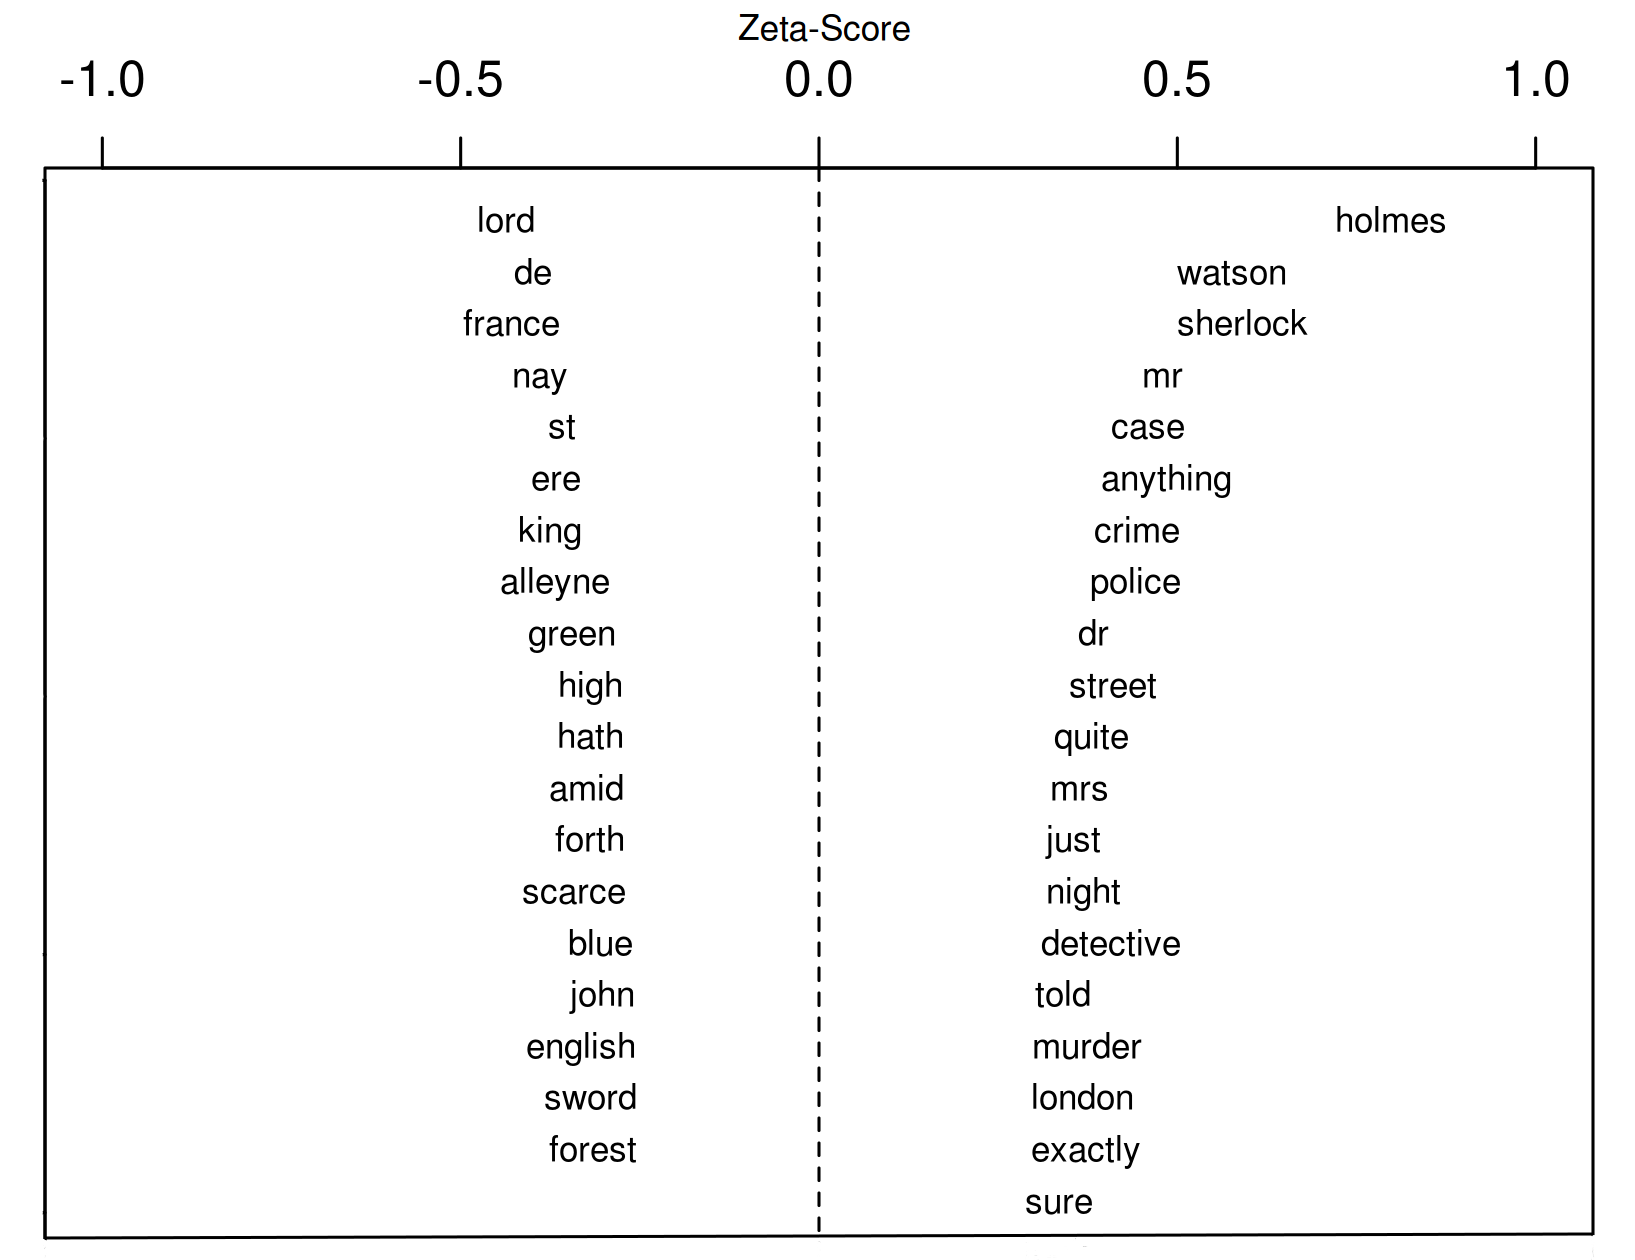 Zeta-Score
-1.0 -0.5 0.0 0.5 1.0
lord holmes
de watson
france sherlock
nay mr
st case
ere anything
king crime
alleyne police
green dr
high street
hath quite
amid mrs
forth just
scarce night
blue detective
john told
english murder
sword london
forest exactly
sure